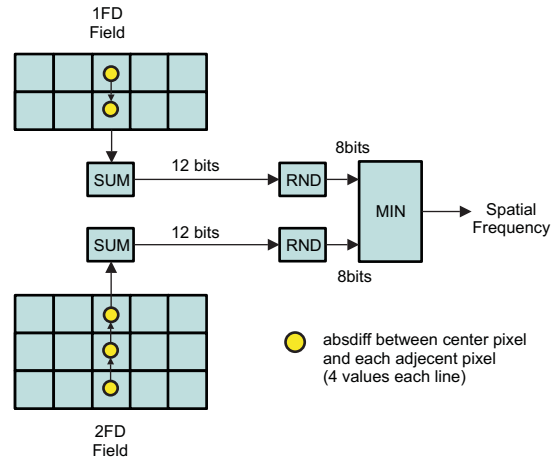 1FD
Field
8bits
12 bits
SUM
RND
MIN
Spatial
Frequency
SUM
12 bits
RND
8bits
absdiff between center pixel
and each adjecent pixel
(4 values each line)
2FD
Field